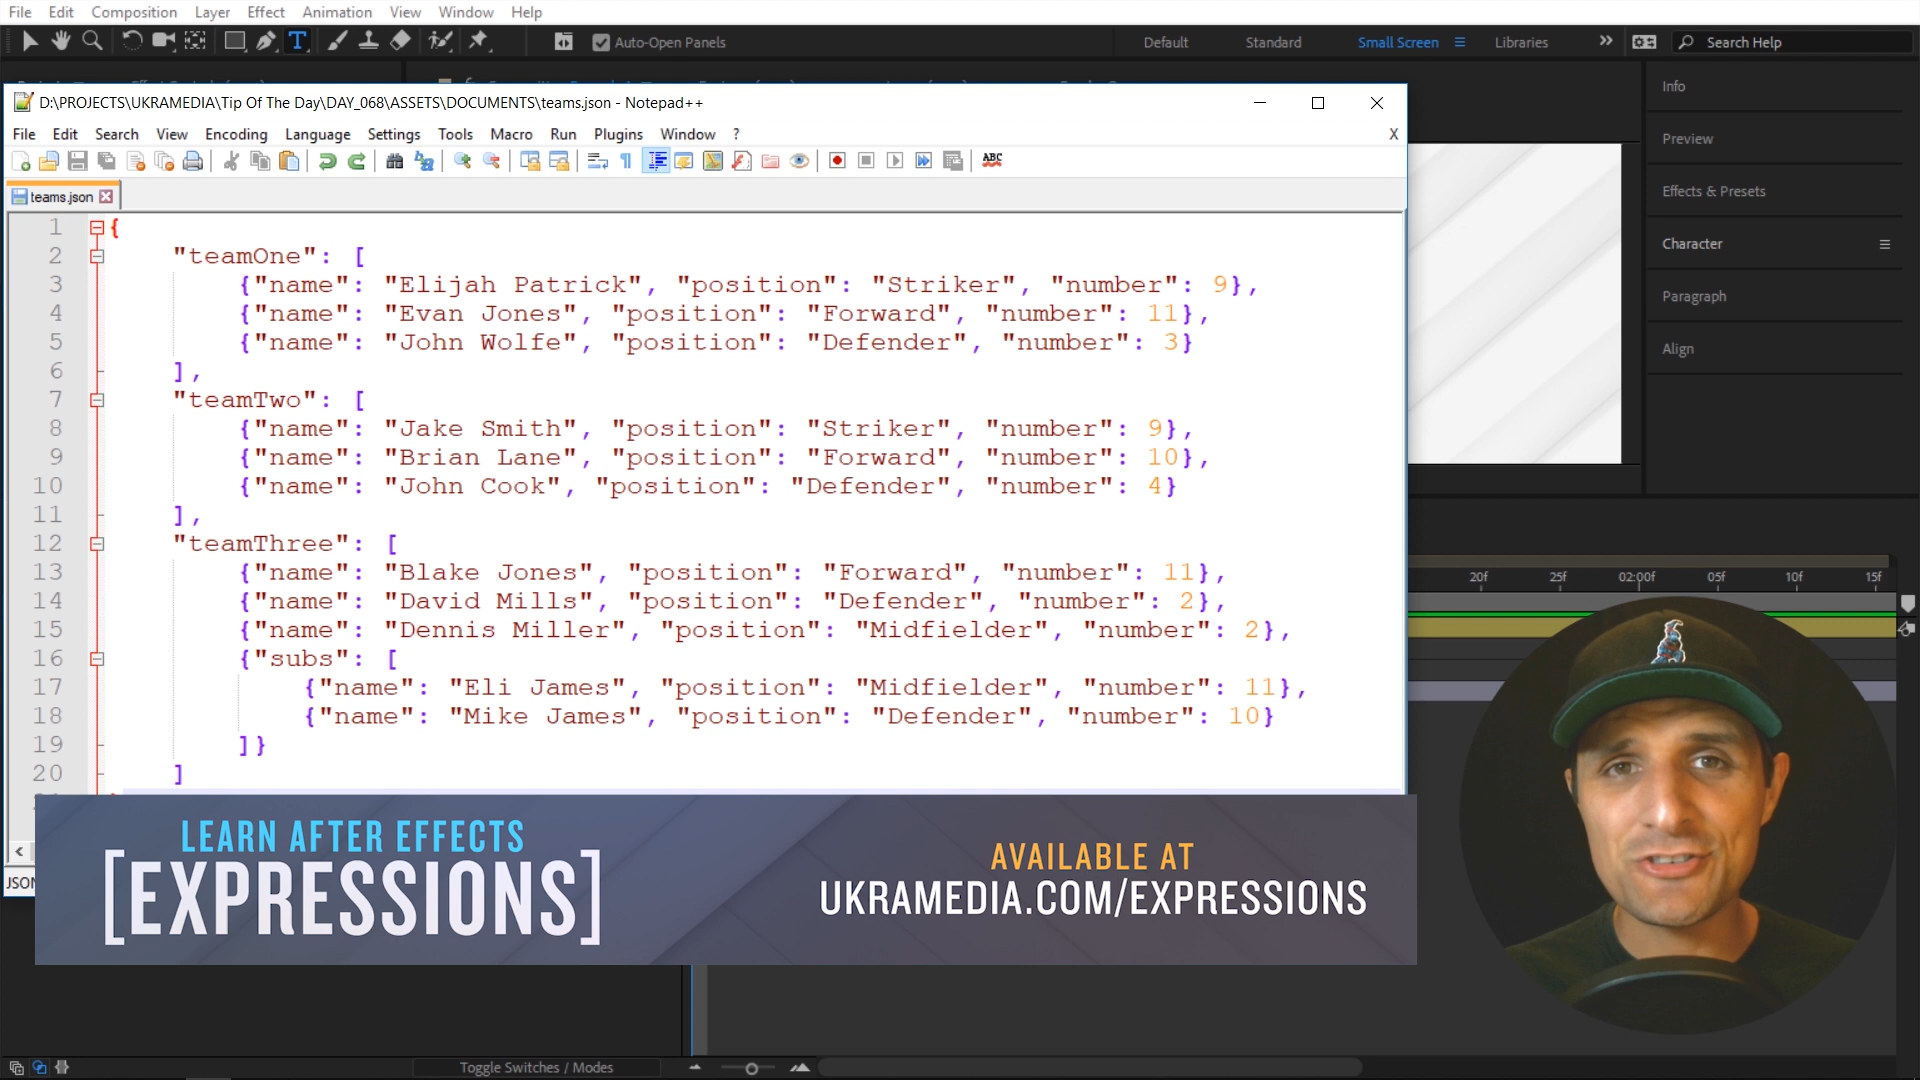 File Edit Composition Layer Effect Animation View Window Help
Auto-Open Panels Default Standard Small Screen Libraries Search Help
D:\PROJECTS\UKRAMEDIA\Tip Of The Day\DAY_068\ASSETS\DOCUMENTS\teams.json - Notepad++
File Edit Search View Encoding Language Settings Tools Macro Run Plugins Window ? X
ABC
teams.json
1 {
2 "teamOne": [
3 {"name": "Elijah Patrick", "position": "Striker", "number": 9},
4 {"name": "Evan Jones", "position": "Forward", "number": 11},
5 {"name": "John Wolfe", "position": "Defender", "number": 3}
6 ],
7 "teamTwo": [
8 {"name": "Jake Smith", "position": "Striker", "number": 9},
9 {"name": "Brian Lane", "position": "Forward", "number": 10},
10 {"name": "John Cook", "position": "Defender", "number": 4}
11 ],
12 "teamThree": [
13 {"name": "Blake Jones", "position": "Forward", "number": 11},
14 {"name": "David Mills", "position": "Defender", "number": 2},
15 {"name": "Dennis Miller", "position": "Midfielder", "number": 2},
16 {"subs": [
17 {"name": "Eli James", "position": "Midfielder", "number": 11},
18 {"name": "Mike James", "position": "Defender", "number": 10}
19 ]}
20 ]
Info
Preview
Effects & Presets
Character
Paragraph
Align
20f 25f 02:00f 05f 10f 15f
LEARN AFTER EFFECTS
[EXPRESSIONS]
AVAILABLE AT
UKRAMEDIA.COM/EXPRESSIONS
JSON
Toggle Switches / Modes